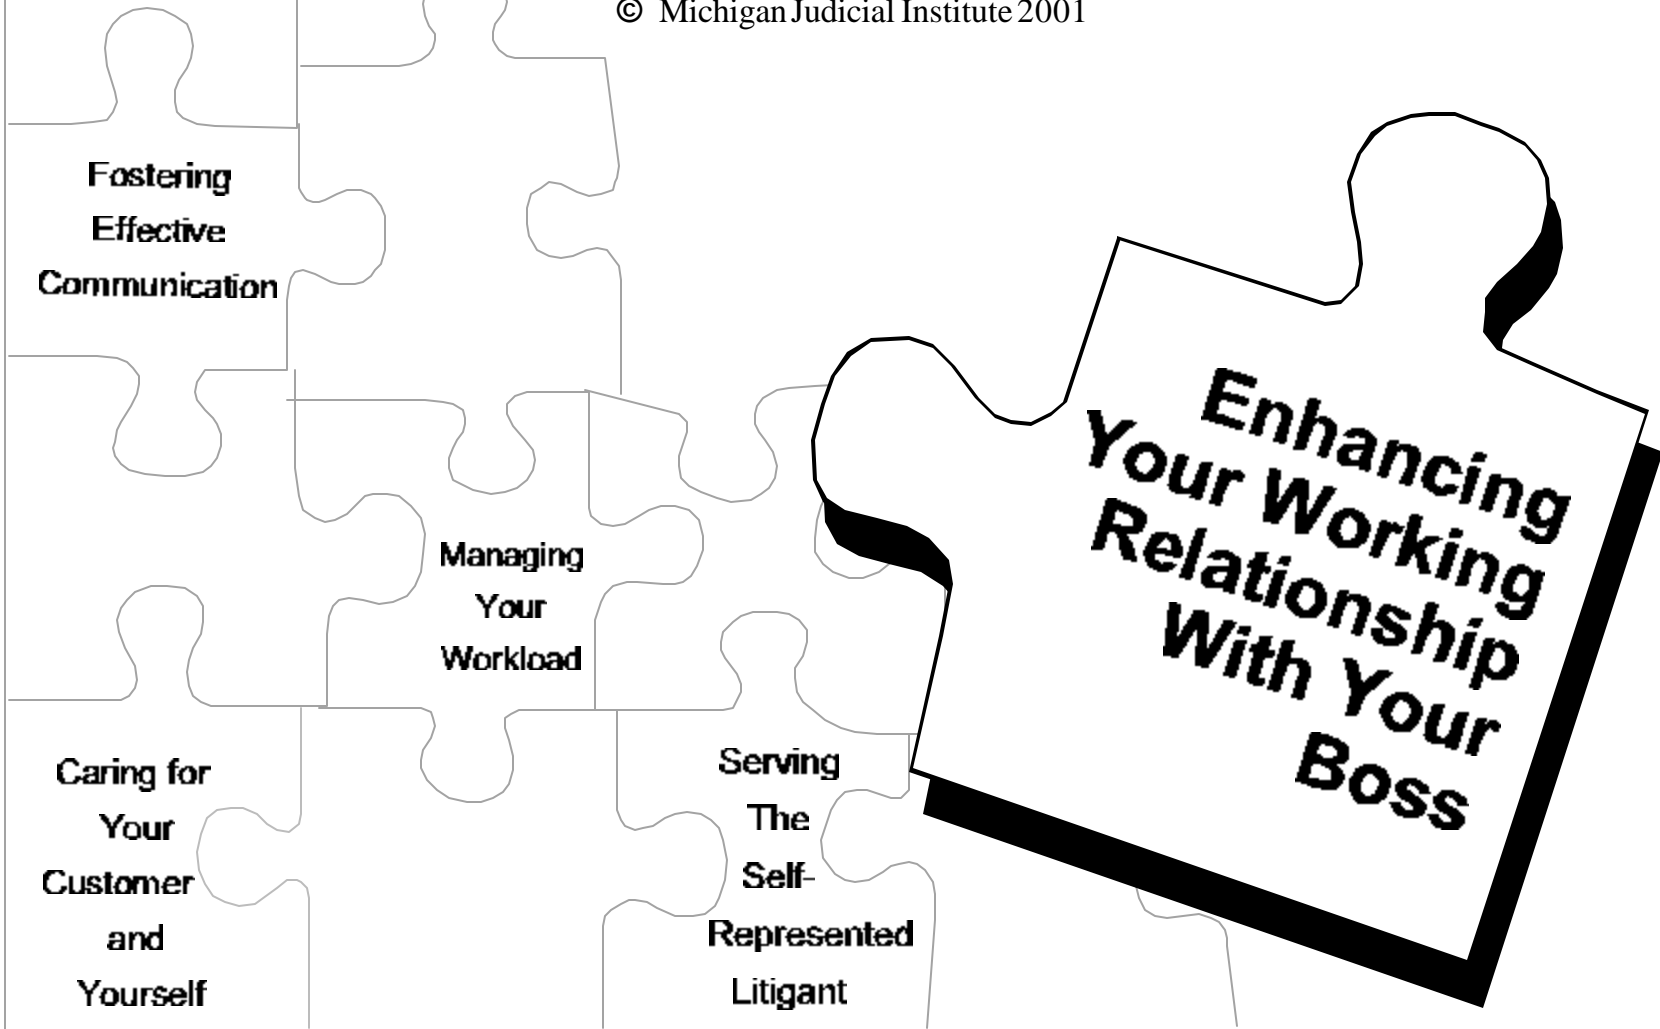 © Michigan Judicial Institute 2001
Fostering
Effective
Communication
Managing
Your
Workload
Caring for
Your
Customer
and
Yourself
Serving
The
Self-
Represented
Litigant
Enhancing
Your Working
Relationship
With Your
Boss